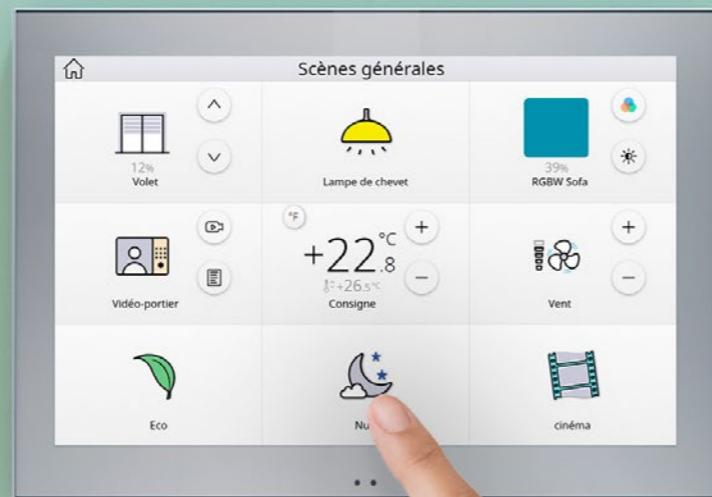 Scènes générales
12%
Volet
Lampe de chevet
39%
RGBW Sofa
Vidéo-portier
°F
+22.8 °C
+26.5°C
Consigne
Vent
Eco
Nu
cinéma